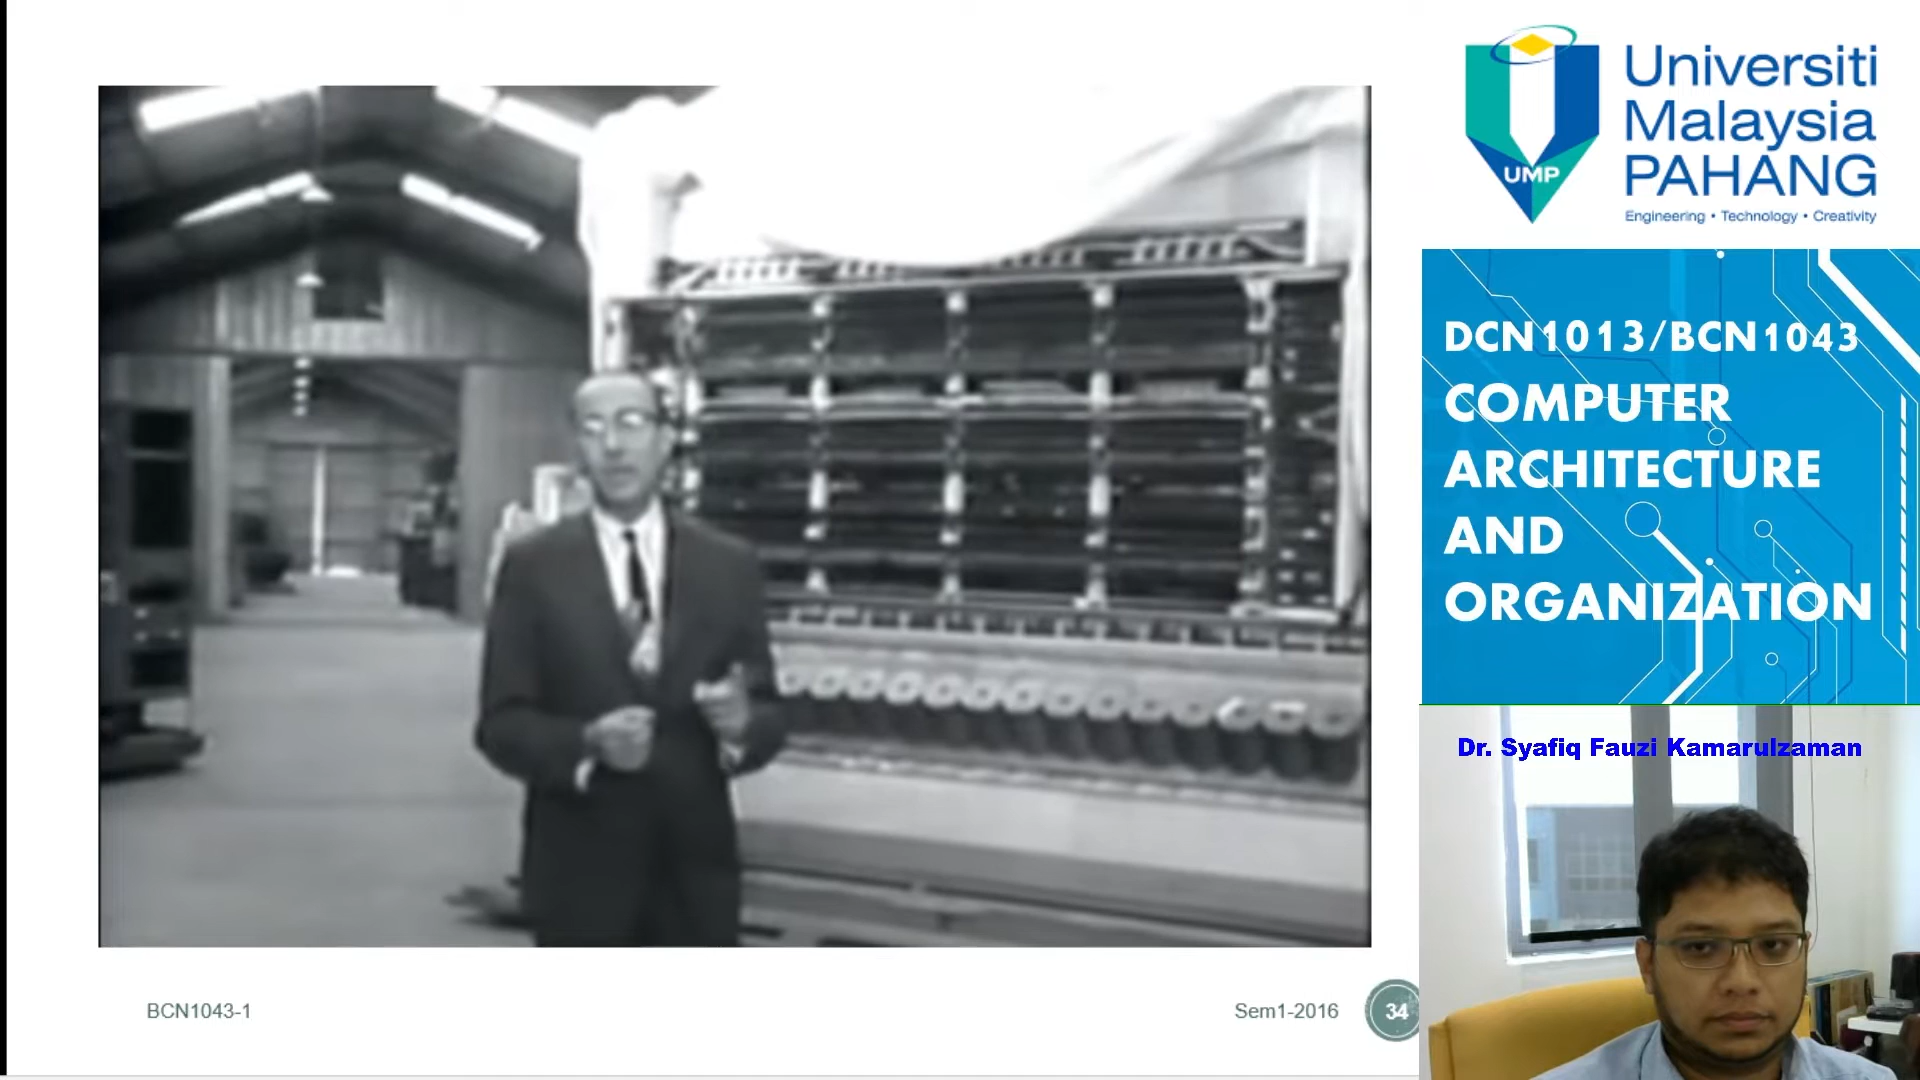 UMP
Universiti
Malaysia
PAHANG
Engineering • Technology • Creativity
DCN1013/BCN1043
COMPUTER
ARCHITECTURE
AND
ORGANIZATION
Dr. Syafiq Fauzi Kamarulzaman
BCN1043-1
Sem1-2016
34